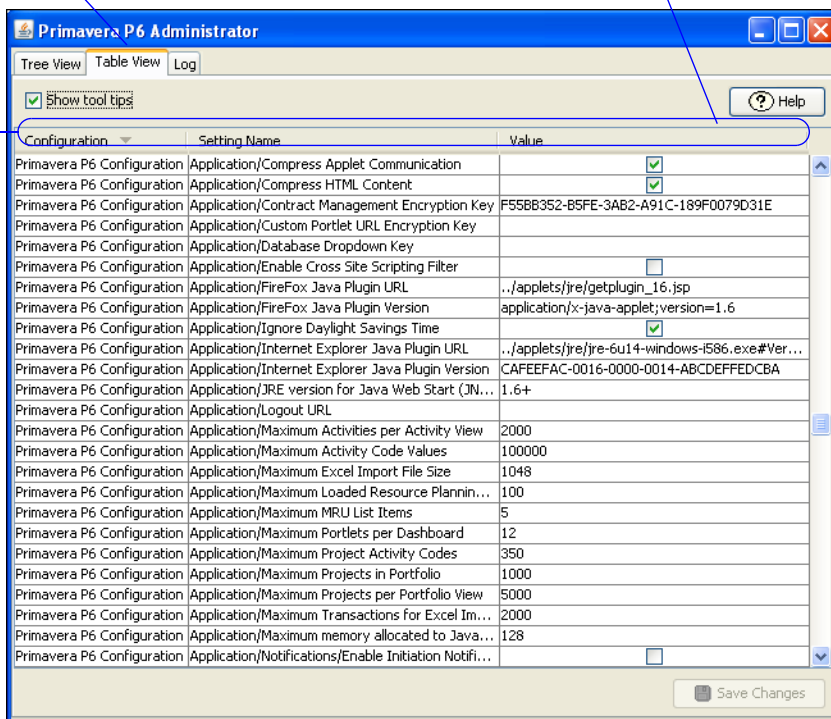 Primavera P6 Administrator
Tree View Table View Log
Show tool tips
Help
Configuration Setting Name Value
Primavera P6 Configuration Application/Compress Applet Communication
Primavera P6 Configuration Application/Compress HTML Content
Primavera P6 Configuration Application/Contract Management Encryption Key F55BB352-B5FE-3AB2-A91C-189F0079D31E
Primavera P6 Configuration Application/Custom Portlet URL Encryption Key
Primavera P6 Configuration Application/Database Dropdown Key
Primavera P6 Configuration Application/Enable Cross Site Scripting Filter
Primavera P6 Configuration Application/FireFox Java Plugin URL ../applets/jre/getplugin_16.jsp
Primavera P6 Configuration Application/FireFox Java Plugin Version application/x-java-applet;version=1.6
Primavera P6 Configuration Application/Ignore Daylight Savings Time
Primavera P6 Configuration Application/Internet Explorer Java Plugin URL ../applets/jre/jre-6u14-windows-i586.exe#Ver...
Primavera P6 Configuration Application/Internet Explorer Java Plugin Version CAFEEFAC-0016-0000-0014-ABCDEFFEDCBA
Primavera P6 Configuration Application/JRE version for Java Web Start (JN... 1.6+
Primavera P6 Configuration Application/Logout URL
Primavera P6 Configuration Application/Maximum Activities per Activity View 2000
Primavera P6 Configuration Application/Maximum Activity Code Values 100000
Primavera P6 Configuration Application/Maximum Excel Import File Size 1048
Primavera P6 Configuration Application/Maximum Loaded Resource Plannin... 100
Primavera P6 Configuration Application/Maximum MRU List Items 5
Primavera P6 Configuration Application/Maximum Portlets per Dashboard 12
Primavera P6 Configuration Application/Maximum Project Activity Codes 350
Primavera P6 Configuration Application/Maximum Projects in Portfolio 1000
Primavera P6 Configuration Application/Maximum Projects per Portfolio View 5000
Primavera P6 Configuration Application/Maximum Transactions for Excel Im... 2000
Primavera P6 Configuration Application/Maximum memory allocated to Java... 128
Primavera P6 Configuration Application/Notifications/Enable Initiation Notifi...
Save Changes